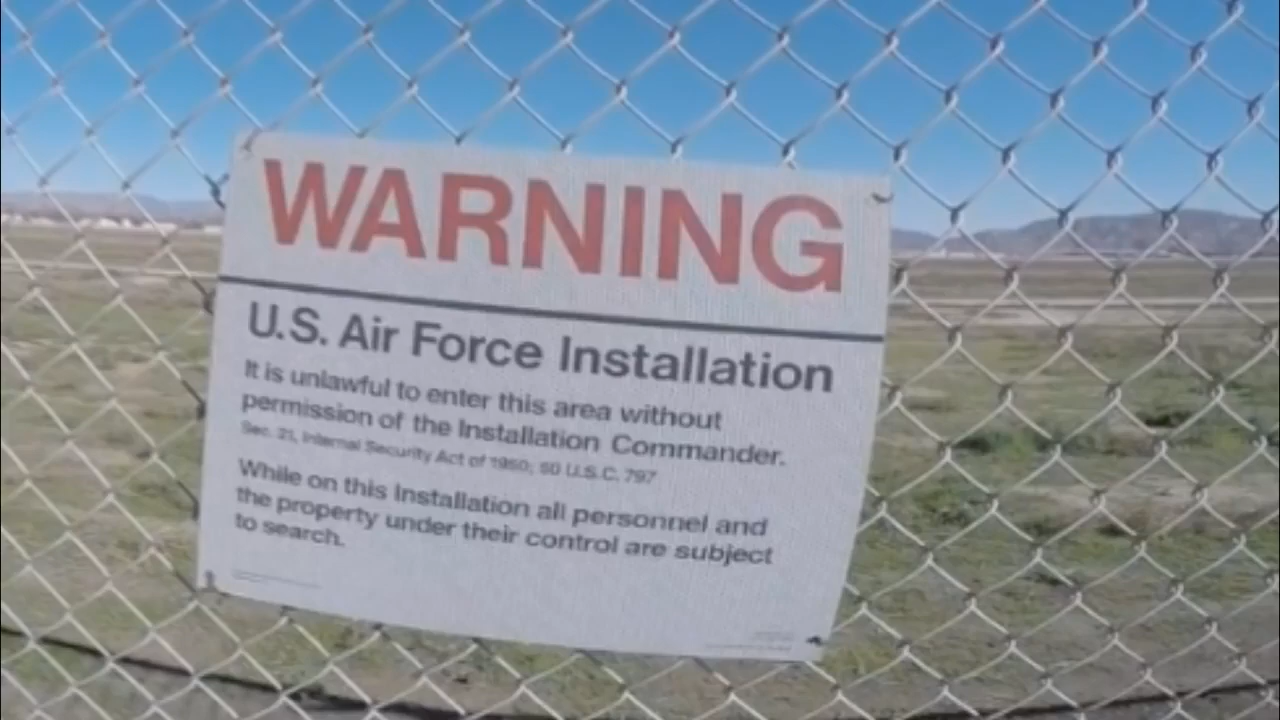 WARNING
U.S. Air Force Installation
It is unlawful to enter this area without
permission of the Installation Commander.
Sec. 21, Internal Security Act of 1950; 50 U.S.C. 797
While on this Installation all personnel and
the property under their control are subject
to search.